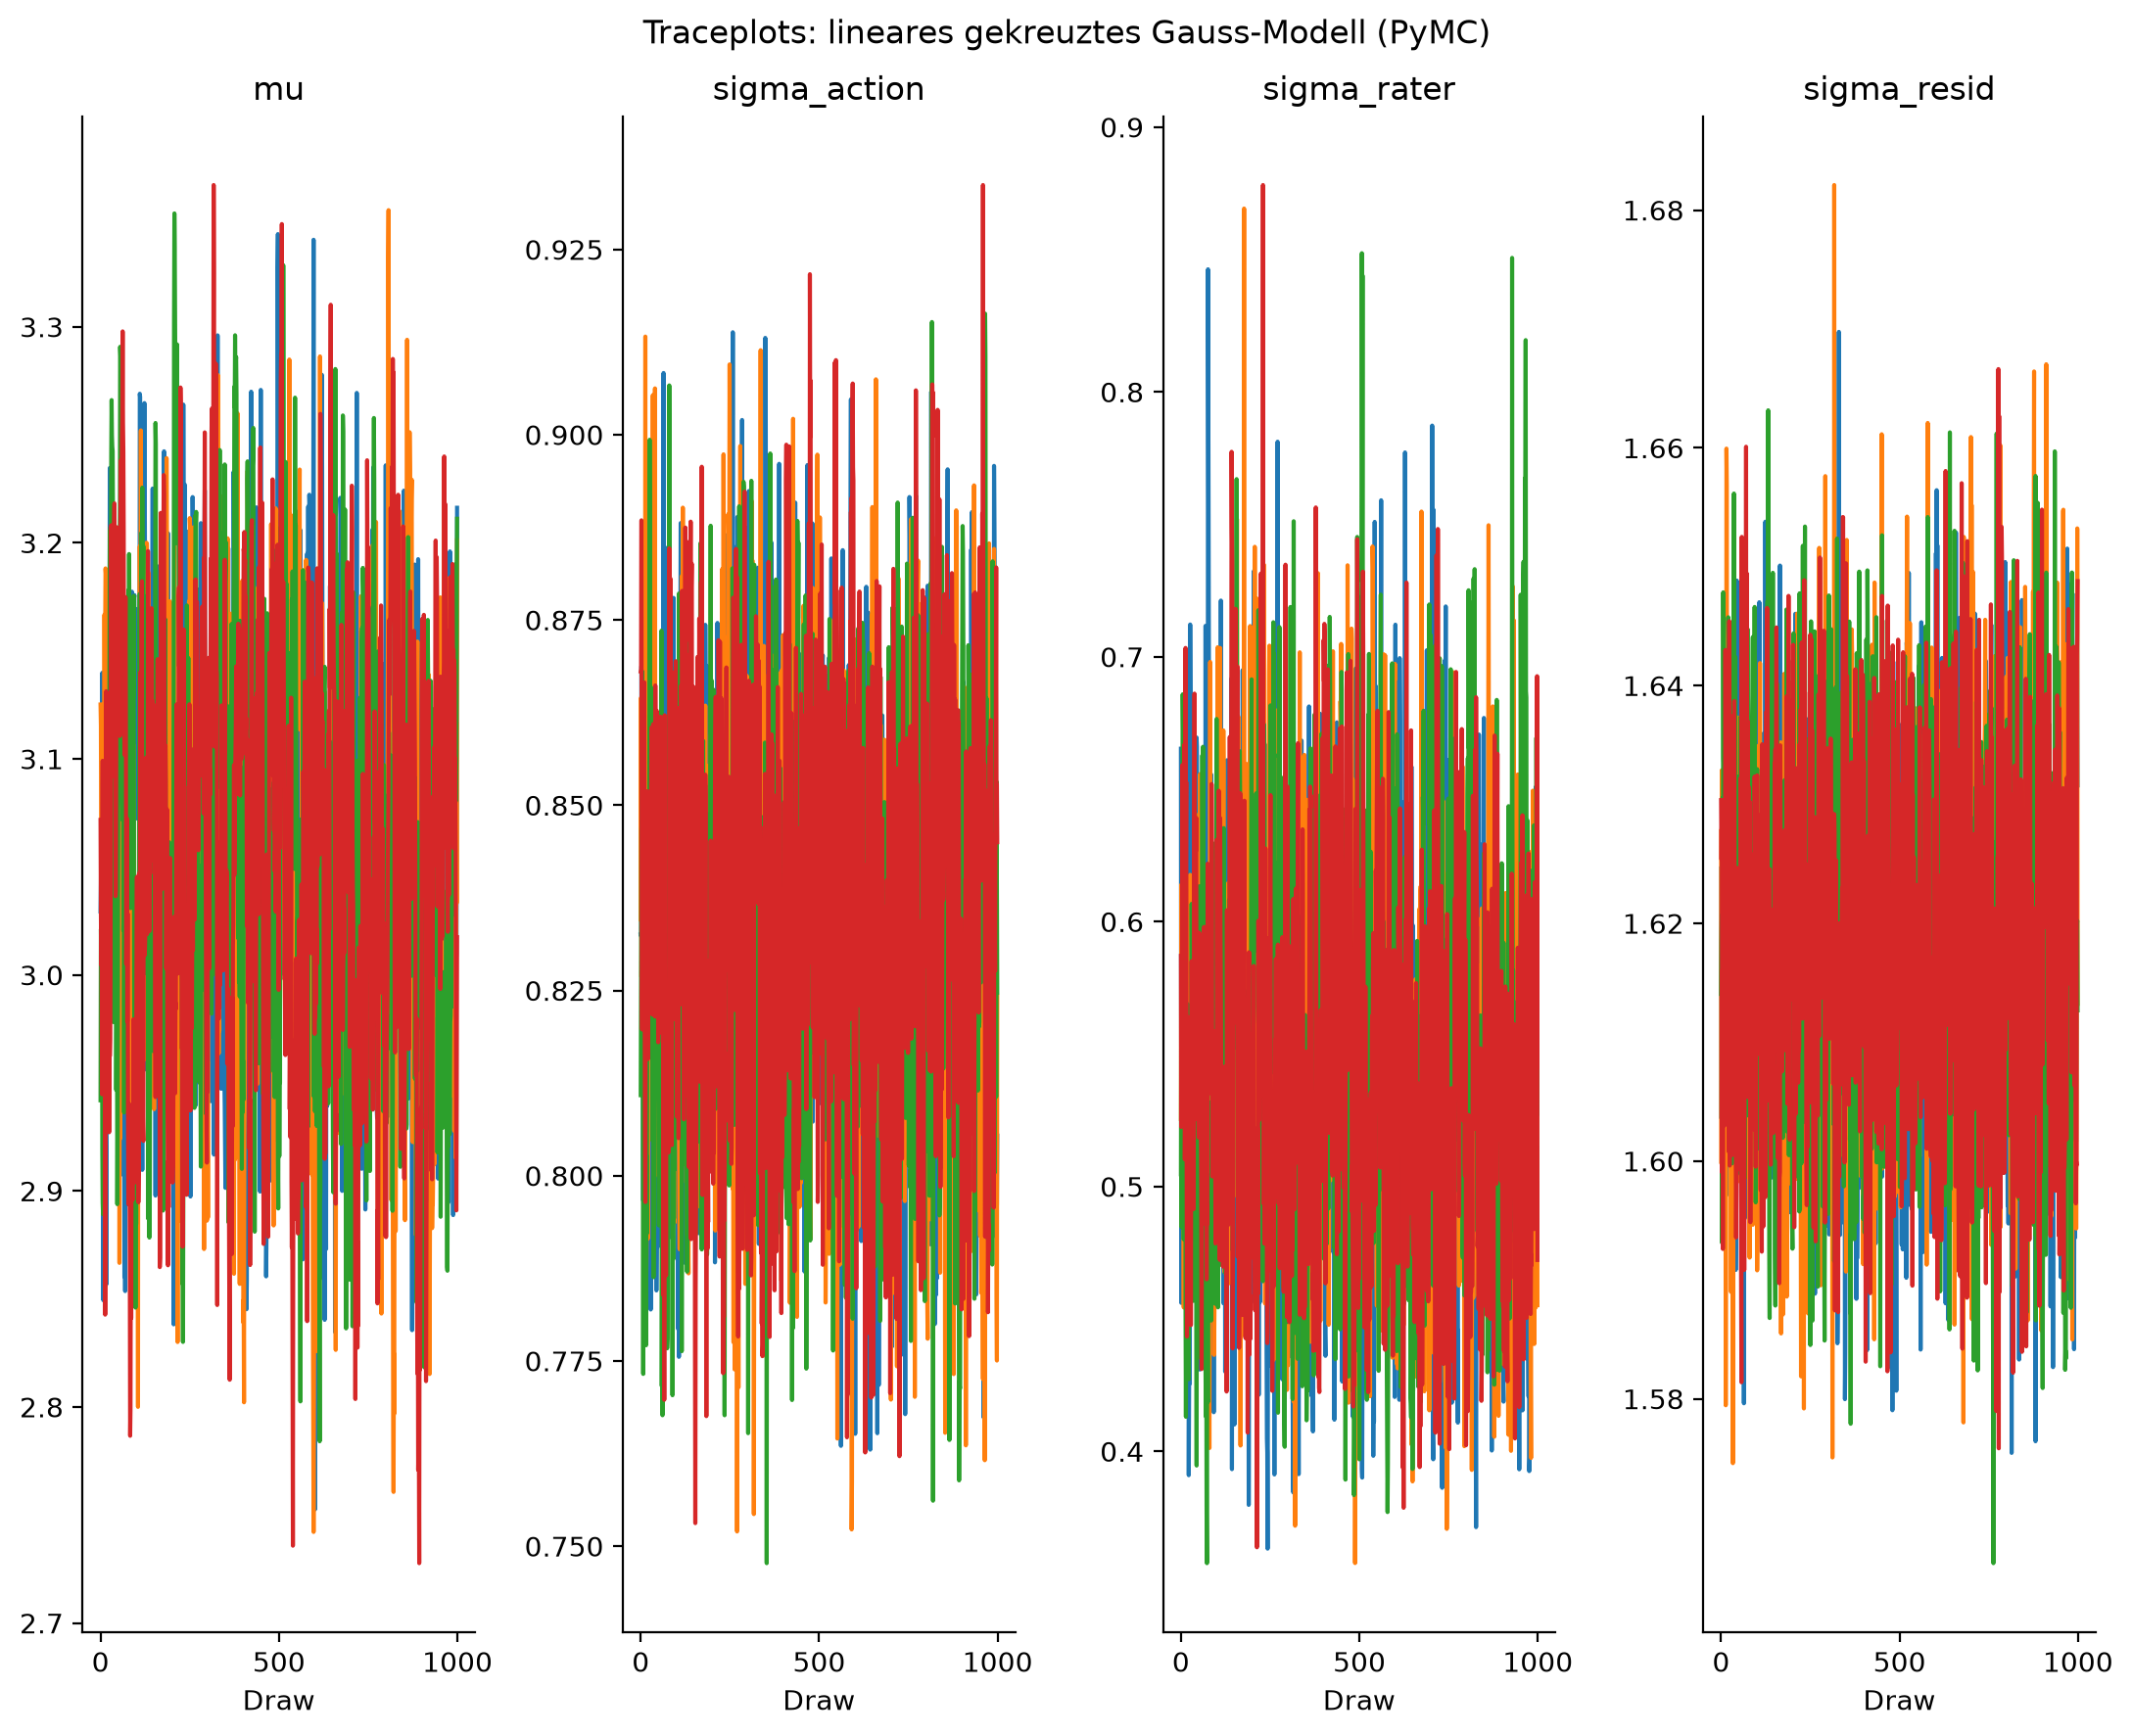 Traceplots: lineares gekreuztes Gauss-Modell (PyMC)
mu
sigma_action
sigma_rater
sigma_resid
3.3
3.2
3.1
3.0
2.9
2.8
2.7
0 500 1000
Draw
0.925
0.900
0.875
0.850
0.825
0.800
0.775
0.750
0 500 1000
Draw
0.9
0.8
0.7
0.6
0.5
0.4
0 500 1000
Draw
1.68
1.66
1.64
1.62
1.60
1.58
0 500 1000
Draw